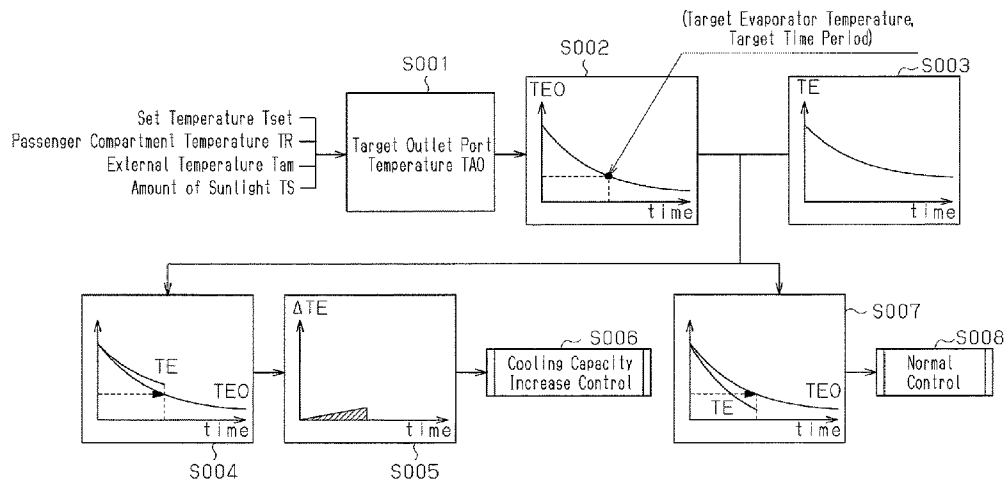 (Target Evaporator Temperature,
Target Time Period)
S001
S002
S003
Set Temperature Tset
Passenger Compartment Temperature TR
External Temperature Tam
Amount of Sunlight TS
Target Outlet Port
Temperature TAO
TEO
time
TE
time
TE
TEO
time
S004
ΔTE
time
S005
S006
Cooling Capacity
Increase Control
TEO
TE
time
S007
S008
Normal
Control